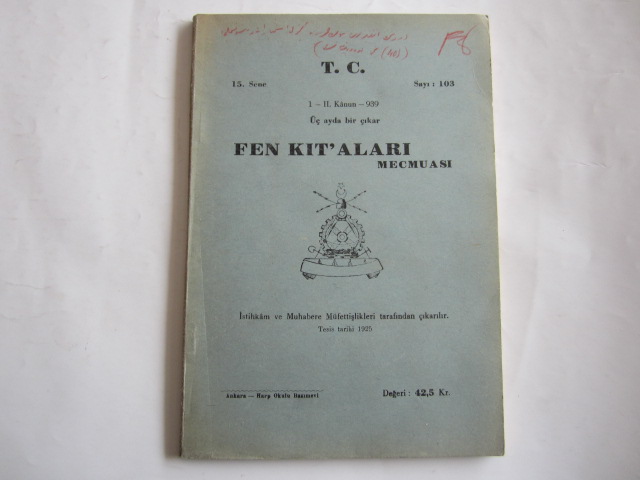 F8
T. C.
15. Sene Sayı : 103
1 — II. Kânun — 939
Üç ayda bir çıkar
FEN KIT'ALARI
MECMUASI
İstihkâm ve Muhabere Müfettişlikleri tarafından çıkarılır.
Tesis tarihi 1925
Ankara — Harp Okulu Basımevi Değeri : 42,5 Kr.